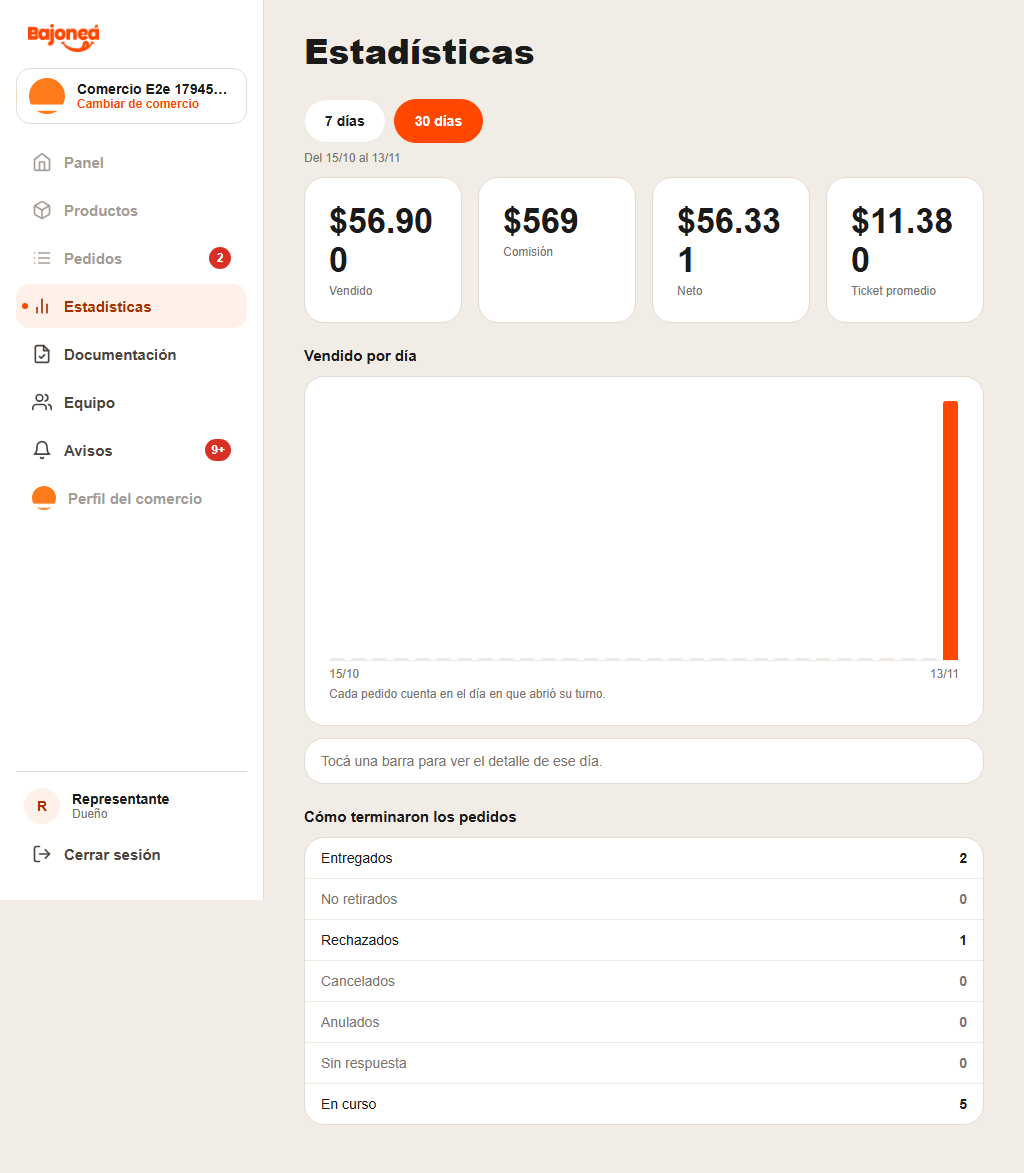 Bajoneá
Comercio E2e 17945...
Cambiar de comercio
Panel
Productos
Pedidos
2
Estadísticas
Documentación
Equipo
Avisos
9+
Perfil del comercio
Representante
R
Dueño
Cerrar sesión
Estadísticas
7 días
30 días
Del 15/10 al 13/11
$56.90
0
Vendido
$569
Comisión
$56.33
1
Neto
$11.38
0
Ticket promedio
Vendido por día
15/10
13/11
Cada pedido cuenta en el día en que abrió su turno.
Tocá una barra para ver el detalle de ese día.
Cómo terminaron los pedidos
Entregados 2
No retirados 0
Rechazados 1
Cancelados 0
Anulados 0
Sin respuesta 0
En curso 5